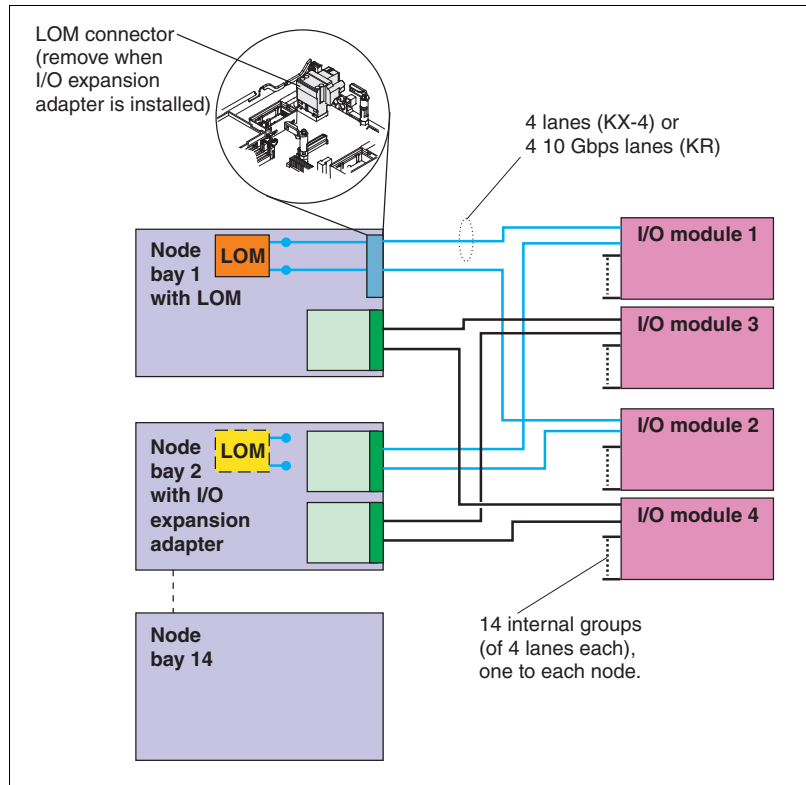 LOM connector
(remove when
I/O expansion
adapter is installed)
4 lanes (KX-4) or
4 10 Gbps lanes (KR)
Node
bay 1
with LOM
LOM
I/O module 1
I/O module 3
Node
bay 2
with I/O
expansion
adapter
LOM
I/O module 2
I/O module 4
Node
bay 14
14 internal groups
(of 4 lanes each),
one to each node.